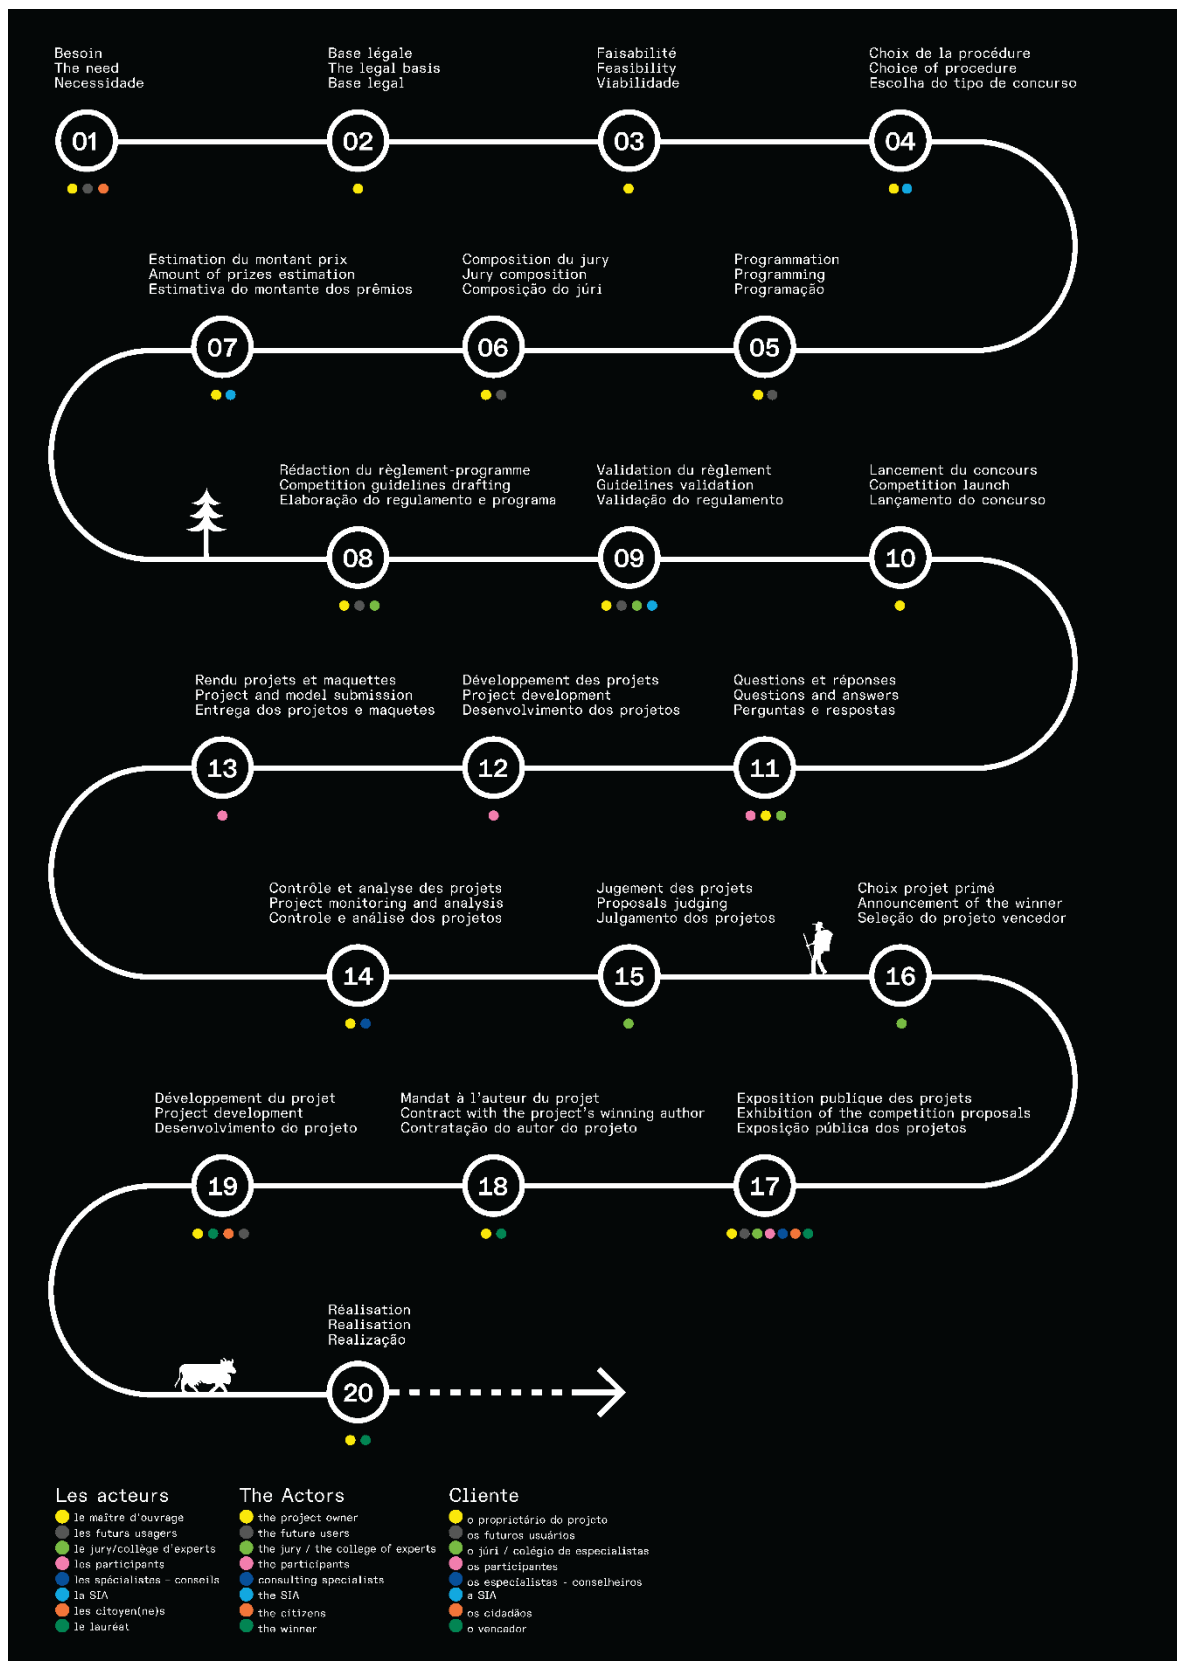 Besoin
The need
Necessidade
01
Base légale
The legal basis
Base legal
02
Faisabilité
Feasibility
Viabilidade
03
Choix de la procédure
Choice of procedure
Escolha do tipo de concurso
04
Programmation
Programming
Programação
05
Composition du jury
Jury composition
Composição do júri
06
Estimation du montant prix
Amount of prizes estimation
Estimativa do montante dos prêmios
07
Rédaction du règlement-programme
Competition guidelines drafting
Elaboração do regulamento e programa
08
Validation du règlement
Guidelines validation
Validação do regulamento
09
Lancement du concours
Competition launch
Lançamento do concurso
10
Questions et réponses
Questions and answers
Perguntas e respostas
11
Développement des projets
Project development
Desenvolvimento dos projetos
12
Rendu projets et maquettes
Project and model submission
Entrega dos projetos e maquetes
13
Contrôle et analyse des projets
Project monitoring and analysis
Controle e análise dos projetos
14
Jugement des projets
Proposals judging
Julgamento dos projetos
15
Choix projet primé
Announcement of the winner
Seleção do projeto vencedor
16
Exposition publique des projets
Exhibition of the competition proposals
Exposição pública dos projetos
17
Mandat à l'auteur du projet
Contract with the project's winning author
Contratação do autor do projeto
18
Développement du projet
Project development
Desenvolvimento do projeto
19
Réalisation
Realisation
Realização
20
Les acteurs
le maître d'ouvrage
les futurs usagers
le jury/collège d'experts
les participants
les spécialistes - conseils
la SIA
les citoyen(ne)s
le lauréat
The Actors
the project owner
the future users
the jury / the college of experts
the participants
consulting specialists
the SIA
the citizens
the winner
Cliente
o proprietário do projeto
os futuros usuários
o júri / colégio de especialistas
os participantes
os especialistas - conselheiros
a SIA
os cidadãos
o vencador